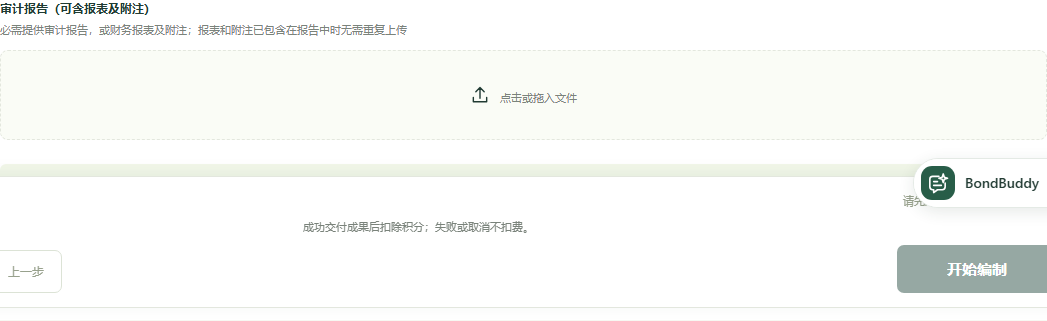 审计报告（可含报表及附注）
必需提供审计报告，或财务报表及附注；报表和附注已包含在报告中时无需重复上传
点击或拖入文件
BondBuddy
请先
成功交付成果后扣除积分；失败或取消不扣费。
上一步
开始编制